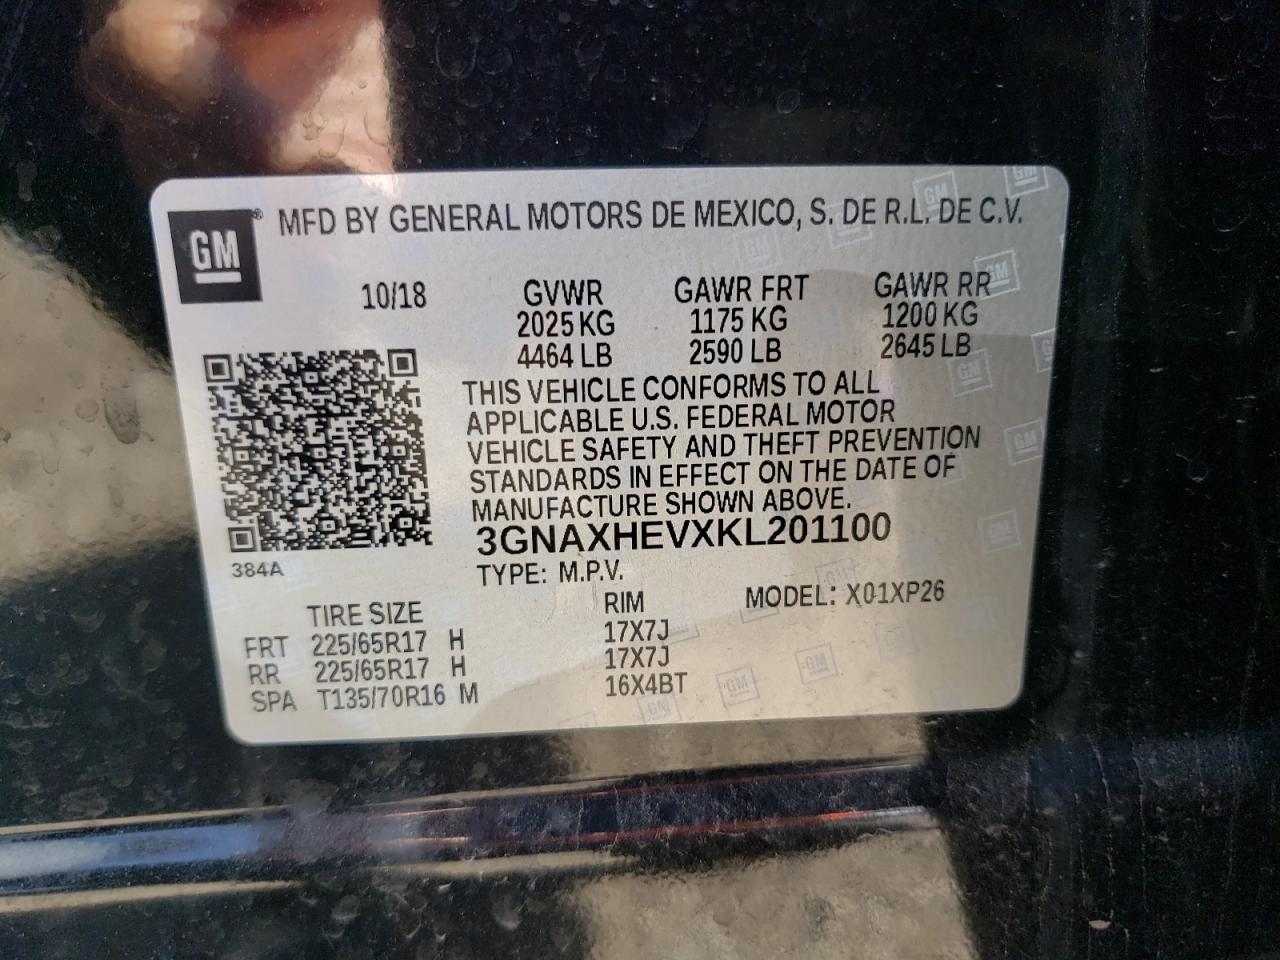 GM® MFD BY GENERAL MOTORS DE MEXICO, S. DE R.L. DE C.V.
10/18 GVWR GAWR FRT GAWR RR
2025 KG 1175 KG 1200 KG
4464 LB 2590 LB 2645 LB
THIS VEHICLE CONFORMS TO ALL
APPLICABLE U.S. FEDERAL MOTOR
VEHICLE SAFETY AND THEFT PREVENTION
STANDARDS IN EFFECT ON THE DATE OF
MANUFACTURE SHOWN ABOVE.
3GNAXHEVXKL201100
384A
TYPE: M.P.V.
TIRE SIZE RIM MODEL: X01XP26
FRT 225/65R17 H 17X7J
RR 225/65R17 H 17X7J
SPA T135/70R16 M 16X4BT